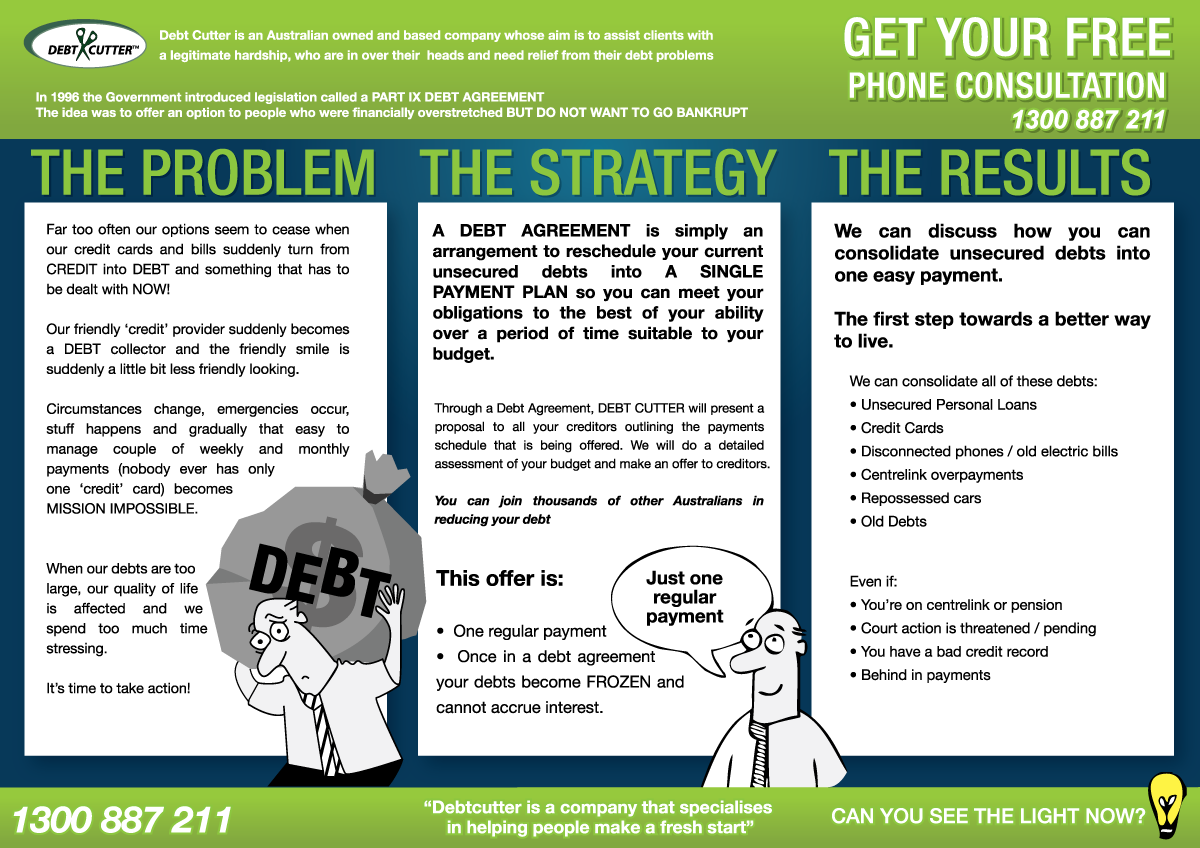 DEBT CUTTER™
Debt Cutter is an Australian owned and based company whose aim is to assist clients with
a legitimate hardship, who are in over their heads and need relief from their debt problems
In 1996 the Government introduced legislation called a PART IX DEBT AGREEMENT
The idea was to offer an option to people who were financially overstretched BUT DO NOT WANT TO GO BANKRUPT
GET YOUR FREE
PHONE CONSULTATION
1300 887 211
THE PROBLEM
Far too often our options seem to cease when
our credit cards and bills suddenly turn from
CREDIT into DEBT and something that has to
be dealt with NOW!
Our friendly ‘credit’ provider suddenly becomes
a DEBT collector and the friendly smile is
suddenly a little bit less friendly looking.
Circumstances change, emergencies occur,
stuff happens and gradually that easy to
manage couple of weekly and monthly
payments (nobody ever has only
one ‘credit’ card) becomes
MISSION IMPOSSIBLE.
When our debts are too
large, our quality of life
is affected and we
spend too much time
stressing.
It’s time to take action!
$
DEBT
THE STRATEGY
A DEBT AGREEMENT is simply an
arrangement to reschedule your current
unsecured debts into A SINGLE
PAYMENT PLAN so you can meet your
obligations to the best of your ability
over a period of time suitable to your
budget.
Through a Debt Agreement, DEBT CUTTER will present a
proposal to all your creditors outlining the payments
schedule that is being offered. We will do a detailed
assessment of your budget and make an offer to creditors.
You can join thousands of other Australians in
reducing your debt
This offer is:
• One regular payment
• Once in a debt agreement
your debts become FROZEN and
cannot accrue interest.
Just one
regular
payment
THE RESULTS
We can discuss how you can
consolidate unsecured debts into
one easy payment.
The first step towards a better way
to live.
We can consolidate all of these debts:
• Unsecured Personal Loans
• Credit Cards
• Disconnected phones / old electric bills
• Centrelink overpayments
• Repossessed cars
• Old Debts
Even if:
• You’re on centrelink or pension
• Court action is threatened / pending
• You have a bad credit record
• Behind in payments
1300 887 211
“Debtcutter is a company that specialises
in helping people make a fresh start”
CAN YOU SEE THE LIGHT NOW?